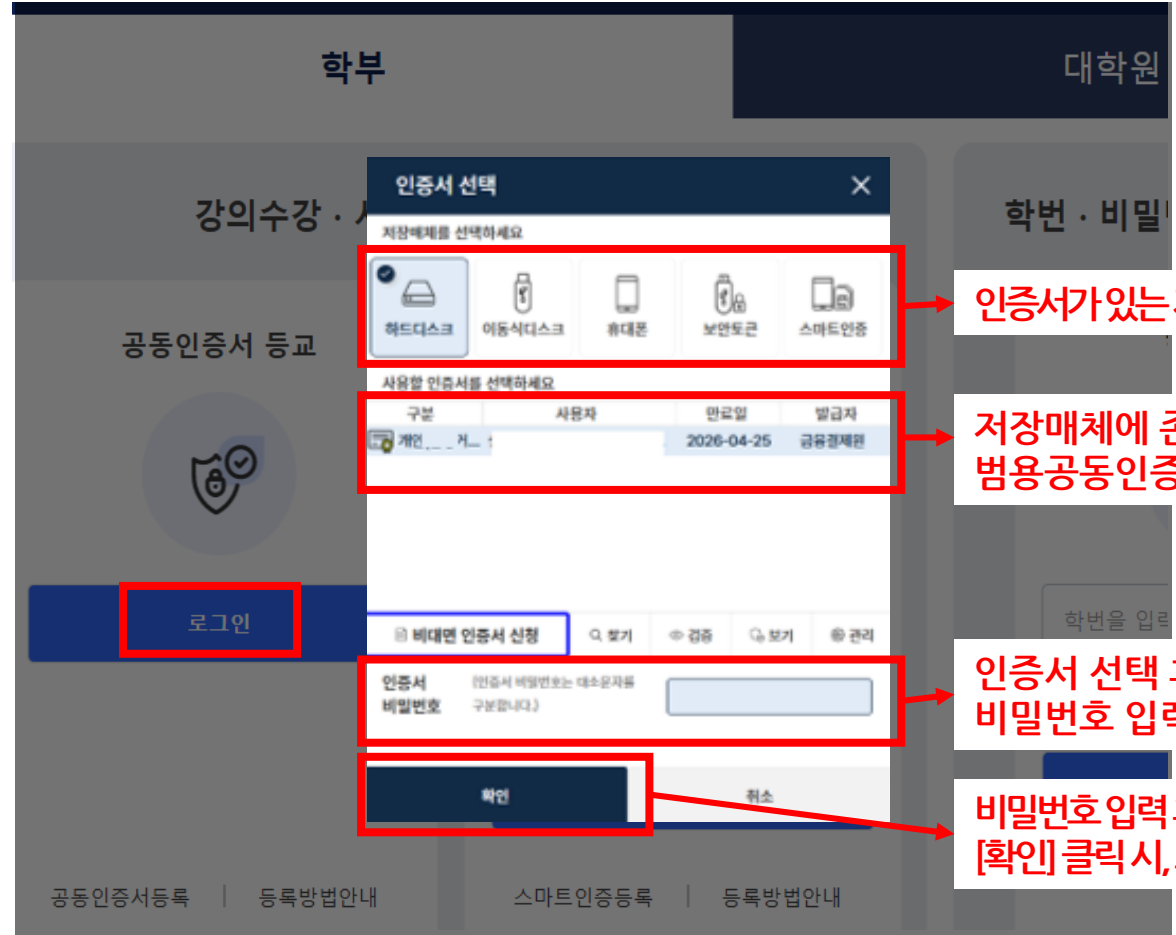 학부
대학원
강의수강 ·
학번 · 비밀
인증서 선택
저장매체를 선택하세요
하드디스크 이동식디스크 휴대폰 보안토큰 스마트인증
인증서가 있는
공동인증서 등교
사용할 인증서를 선택하세요
구분 사용자 만료일 발급자
개인 2026-04-25 금융결제원
저장매체에
범용공동인증
로그인
비대면 인증서 신청 찾기 검증 보기 관리
학번을 입력
인증서 (인증서 비밀번호는 대소문자를
비밀번호 구분합니다.)
인증서 선택
비밀번호 입력
확인 취소
비밀번호 입력
[확인] 클릭 시,
공동인증서등록 | 등록방법안내
스마트인증등록 | 등록방법안내